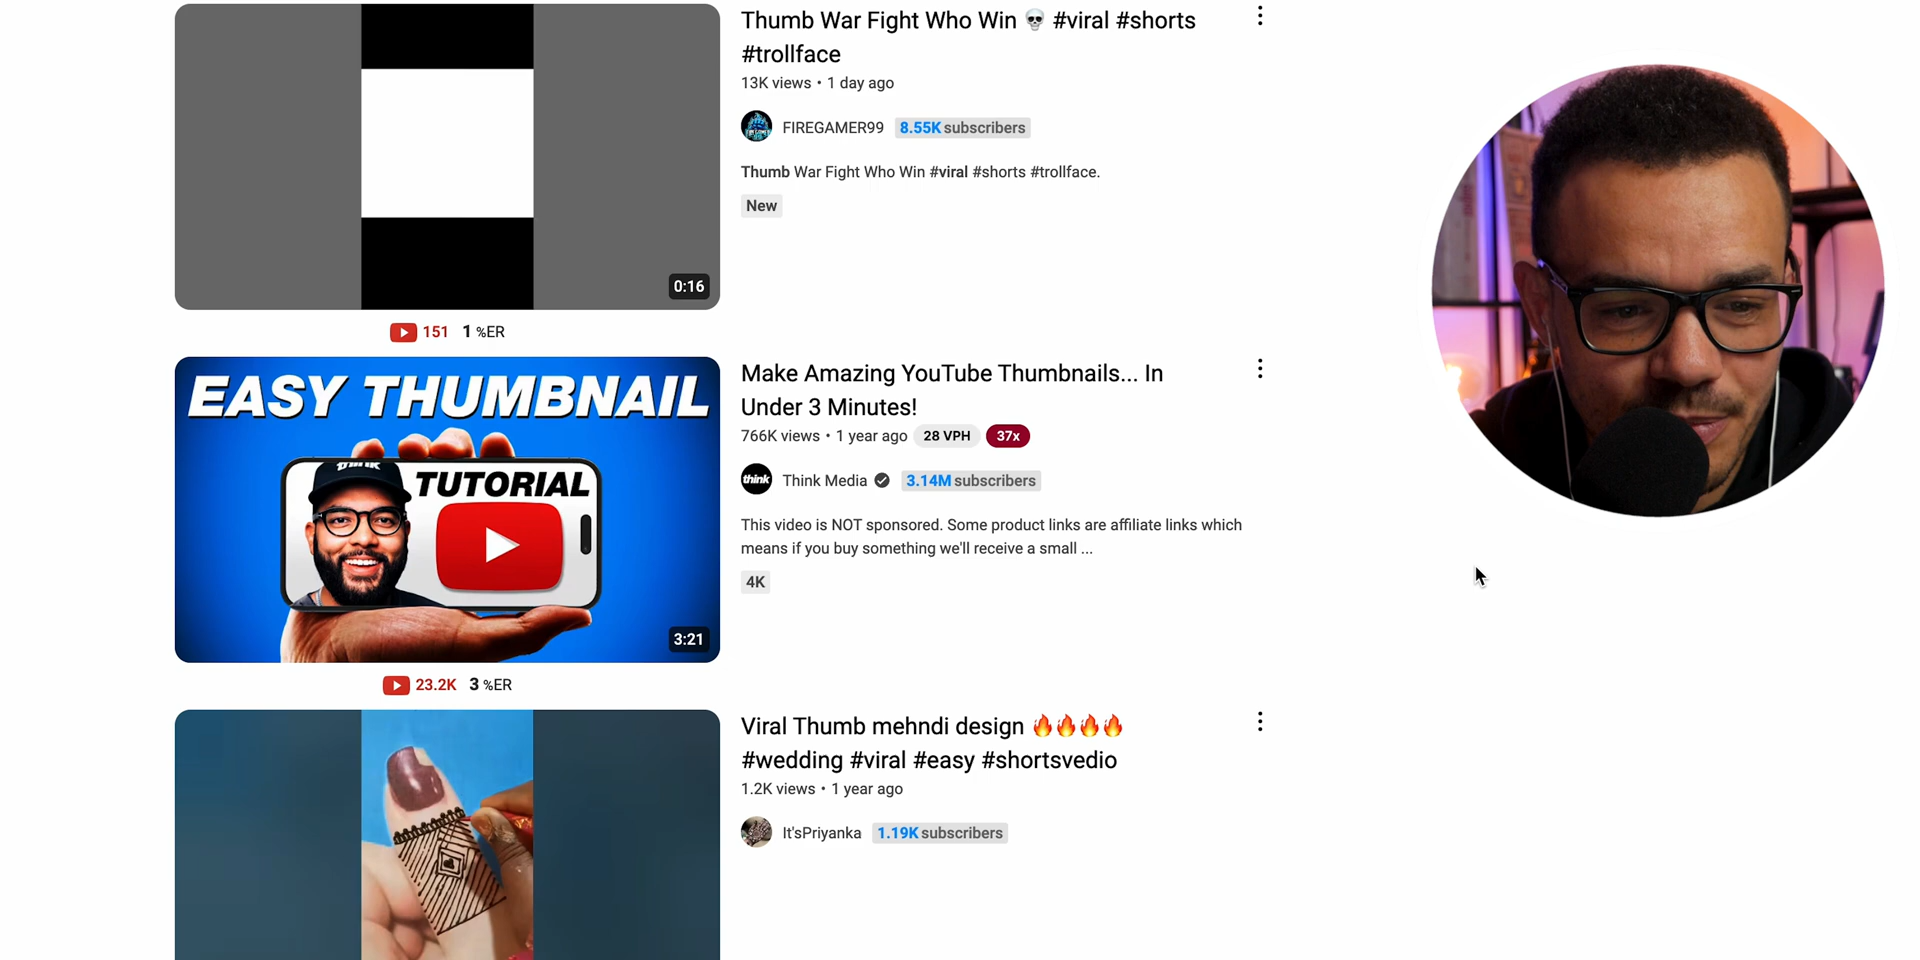 Thumb War Fight Who Win 💀 #viral #shorts
#trollface
13K views • 1 day ago
FIREGAMER99 8.55K subscribers
Thumb War Fight Who Win #viral #shorts #trollface.
New
0:16
151 1 %ER
EASY THUMBNAIL
think
TUTORIAL
3:21
Make Amazing YouTube Thumbnails... In
Under 3 Minutes!
766K views • 1 year ago 28 VPH 37x
think Think Media 3.14M subscribers
This video is NOT sponsored. Some product links are affiliate links which
means if you buy something we'll receive a small ...
4K
23.2K 3 %ER
Viral Thumb mehndi design 🔥🔥🔥🔥
#wedding #viral #easy #shortsvedio
1.2K views • 1 year ago
It'sPriyanka 1.19K subscribers